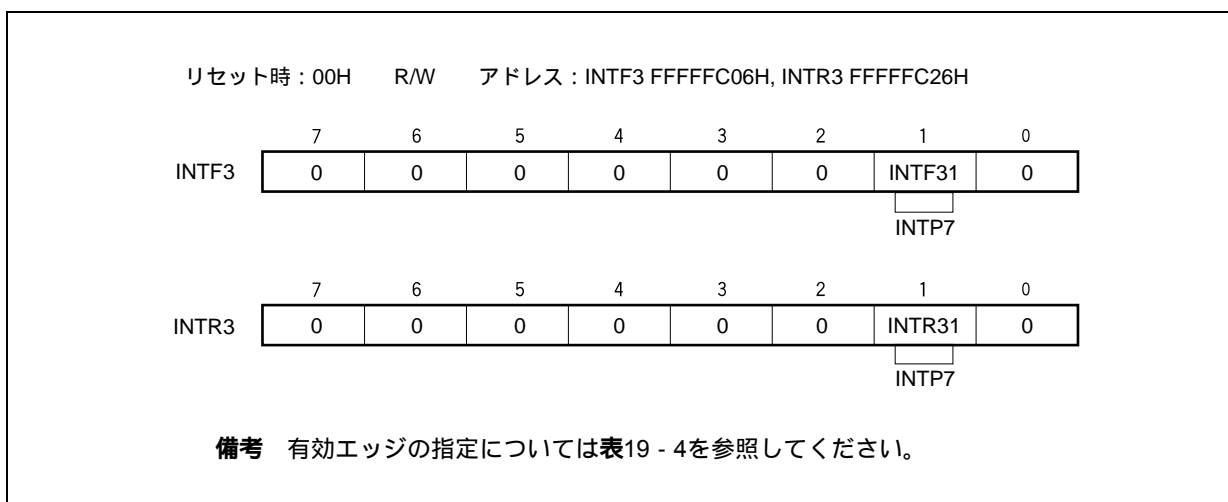 リセット時：00H R/W アドレス：INTF3 FFFFFC06H, INTR3 FFFFFC26H
7 6 5 4 3 2 1 0
INTF3 0 0 0 0 0 0 INTF31 0
INTP7
7 6 5 4 3 2 1 0
INTR3 0 0 0 0 0 0 INTR31 0
INTP7
備考 有効エッジの指定については表19 - 4を参照してください。